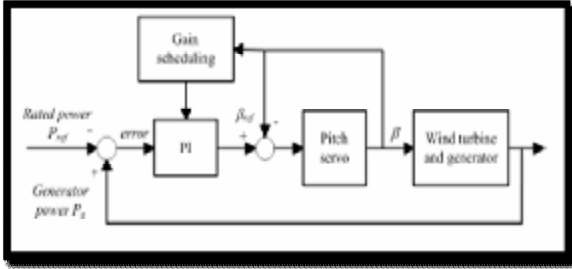 Gain
scheduling
Rated power
P_ref
-
error
+
PI
β_ref
+
-
Pitch
servo
β
Wind turbine
and generator
Generator
power P_g